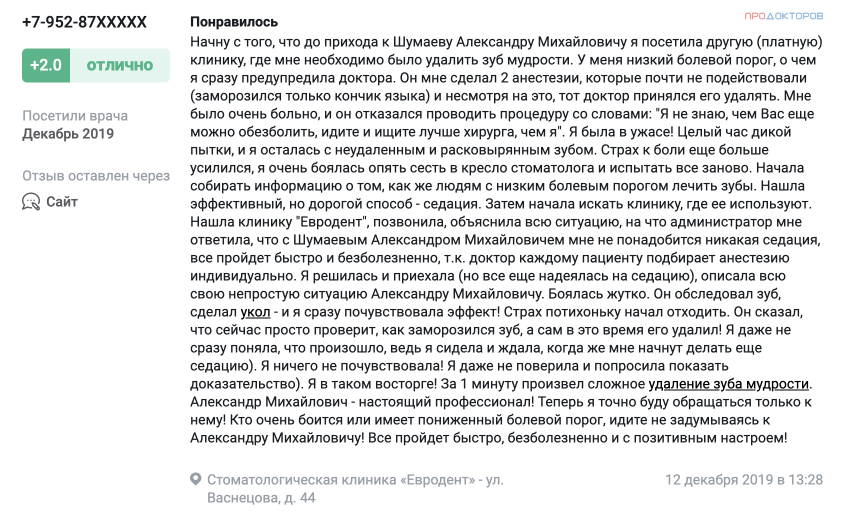 +7-952-87XXXXX
+2.0 отлично
Посетили врача
Декабрь 2019
Отзыв оставлен через
Сайт
Понравилось
ПРОДОКТОРОВ
Начну с того, что до прихода к Шумаеву Александру Михайловичу я посетила другую (платную)
клинику, где мне необходимо было удалить зуб мудрости. У меня низкий болевой порог, о чем
я сразу предупредила доктора. Он мне сделал 2 анестезии, которые почти не подействовали
(заморозился только кончик языка) и несмотря на это, тот доктор принялся его удалять. Мне
было очень больно, и он отказался проводить процедуру со словами: "Я не знаю, чем Вас еще
можно обезболить, идите и ищите лучше хирурга, чем я". Я была в ужасе! Целый час дикой
пытки, и я осталась с неудаленным и расковырянным зубом. Страх к боли еще больше
усилился, я очень боялась опять сесть в кресло стоматолога и испытать все заново. Начала
собирать информацию о том, как же людям с низким болевым порогом лечить зубы. Нашла
эффективный, но дорогой способ - седация. Затем начала искать клинику, где ее используют.
Нашла клинику "Евродент", позвонила, объяснила всю ситуацию, на что администратор мне
ответила, что с Шумаевым Александром Михайловичем мне не понадобится никакая седация,
все пройдет быстро и безболезненно, т.к. доктор каждому пациенту подбирает анестезию
индивидуально. Я решилась и приехала (но все еще надеялась на седацию), описала всю
свою непростую ситуацию Александру Михайловичу. Боялась жутко. Он обследовал зуб,
сделал укол - и я сразу почувствовала эффект! Страх потихоньку начал отходить. Он сказал,
что сейчас просто проверит, как заморозился зуб, а сам в это время его удалил! Я даже не
сразу поняла, что произошло, ведь я сидела и ждала, когда же мне начнут делать еще
седацию). Я ничего не почувствовала! Я даже не поверила и попросила показать
доказательство). Я в таком восторге! За 1 минуту произвел сложное удаление зуба мудрости.
Александр Михайлович - настоящий профессионал! Теперь я точно буду обращаться только к
нему! Кто очень боится или имеет пониженный болевой порог, идите не задумываясь к
Александру Михайловичу! Все пройдет быстро, безболезненно и с позитивным настроем!
Стоматологическая клиника «Евродент» - ул.
Васнецова, д. 44
12 декабря 2019 в 13:28